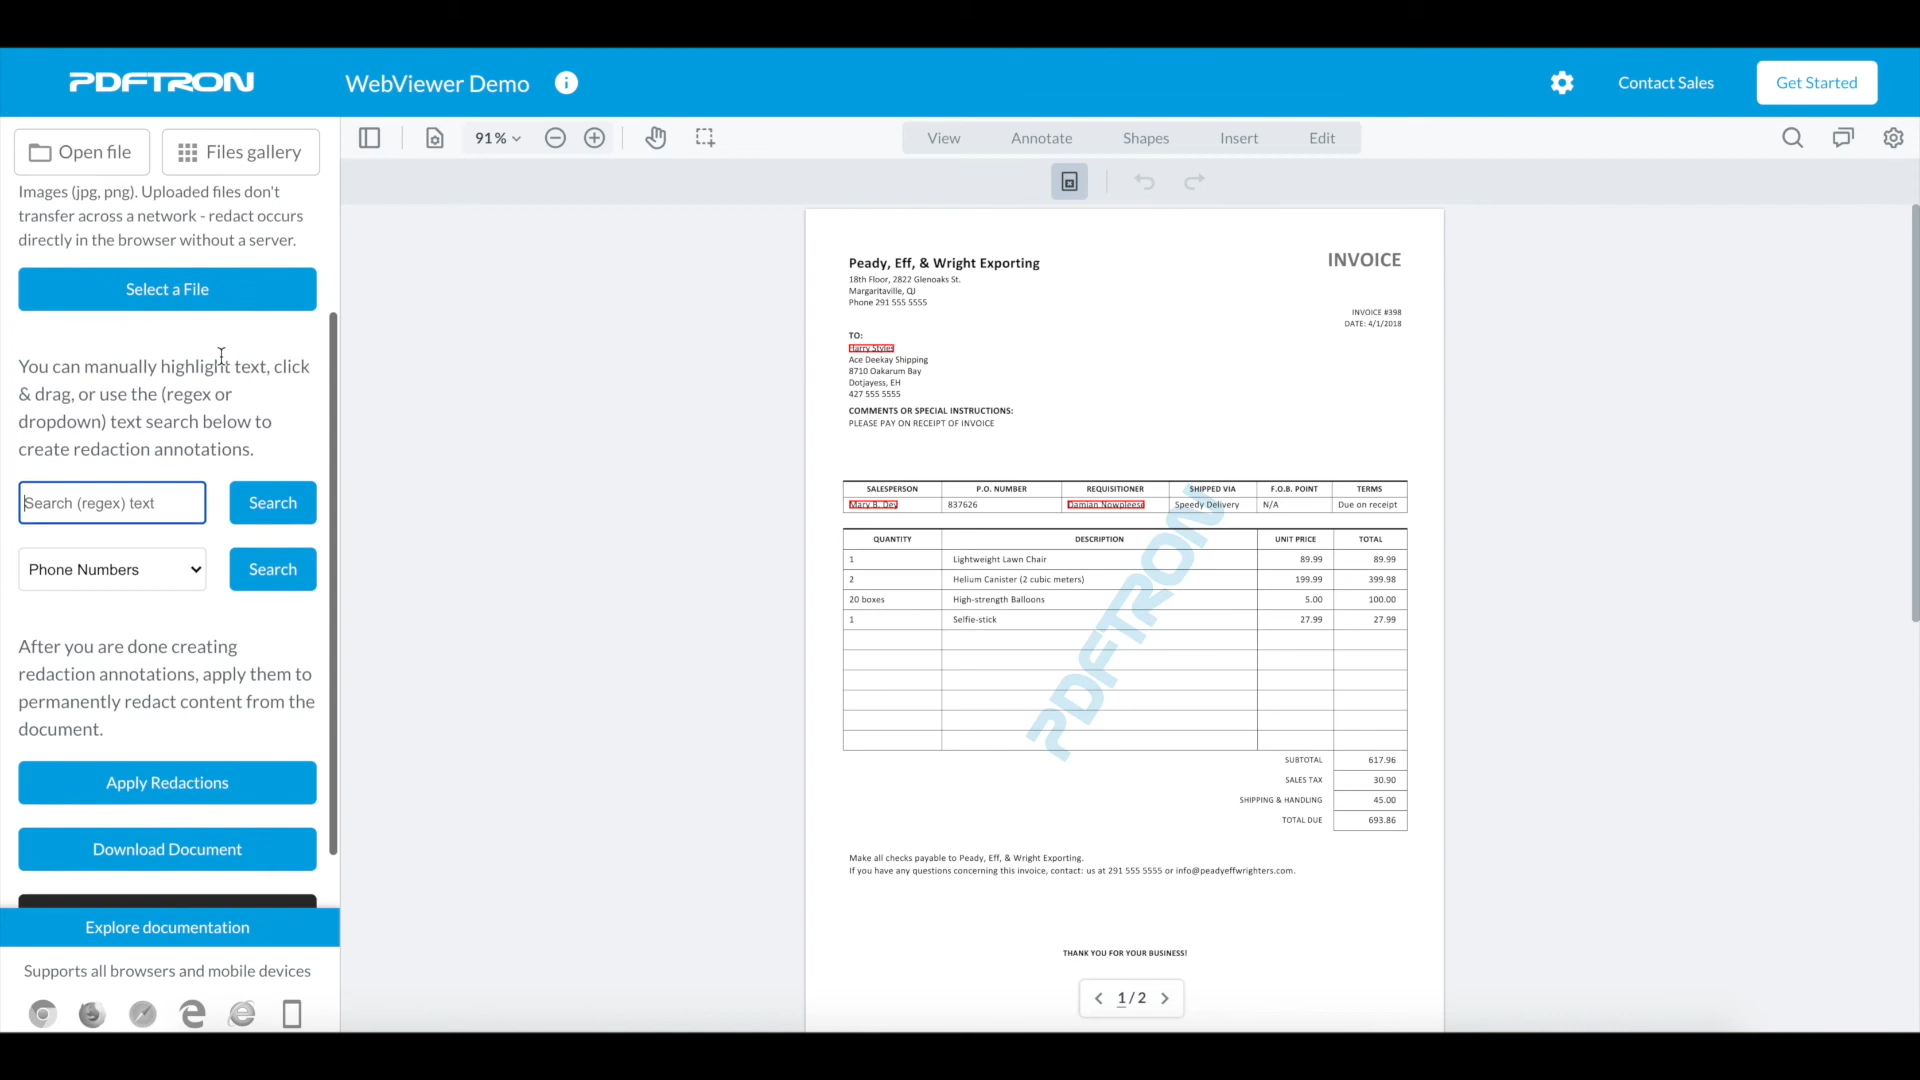 PDFTRON
WebViewer Demo
Contact Sales
Get Started
Open file
Files gallery
91%
View
Annotate
Shapes
Insert
Edit
Images (jpg, png). Uploaded files don't
transfer across a network - redact occurs
directly in the browser without a server.
Select a File
You can manually highlight text, click
& drag, or use the (regex or
dropdown) text search below to
create redaction annotations.
Search (regex) text
Search
Phone Numbers
Search
After you are done creating
redaction annotations, apply them to
permanently redact content from the
document.
Apply Redactions
Download Document
Explore documentation
Supports all browsers and mobile devices
Peady, Eff, & Wright Exporting
INVOICE
18th Floor, 2822 Glenoaks St.
Margaritaville, QJ
Phone 291 555 5555
INVOICE #398
DATE: 4/1/2018
TO:
Harry Styles
Ace Deekay Shipping
8710 Oakarum Bay
Dotjayess, EH
427 555 5555
COMMENTS OR SPECIAL INSTRUCTIONS:
PLEASE PAY ON RECEIPT OF INVOICE
SALESPERSON P.O. NUMBER REQUISITIONER SHIPPED VIA F.O.B. POINT TERMS
Mary B. Dey 837626 Damian Nowpleese Speedy Delivery N/A Due on receipt
QUANTITY DESCRIPTION UNIT PRICE TOTAL
1 Lightweight Lawn Chair 89.99 89.99
2 Helium Canister (2 cubic meters) 199.99 399.98
20 boxes High-strength Balloons 5.00 100.00
1 Selfie-stick 27.99 27.99
PDFTRON
SUBTOTAL 617.96
SALES TAX 30.90
SHIPPING & HANDLING 45.00
TOTAL DUE 693.86
Make all checks payable to Peady, Eff, & Wright Exporting.
If you have any questions concerning this invoice, contact: us at 291 555 5555 or info@peadyeffwrighters.com.
THANK YOU FOR YOUR BUSINESS!
1 / 2